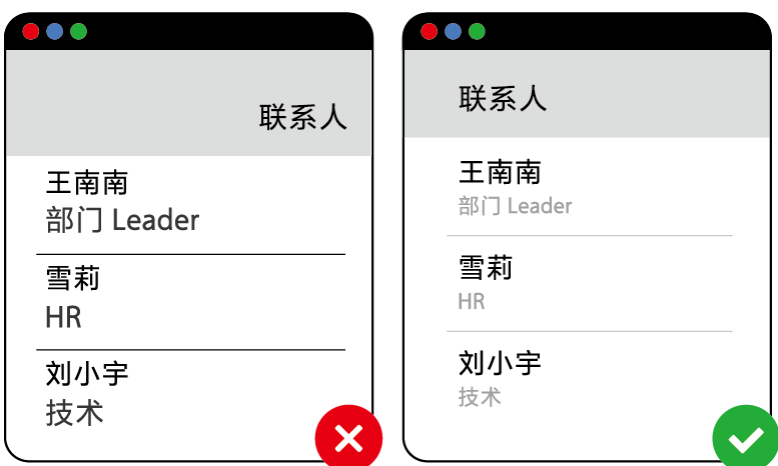 联系人
王南南
部门 Leader
雪莉
HR
刘小宇
技术
联系人
王南南
部门 Leader
雪莉
HR
刘小宇
技术